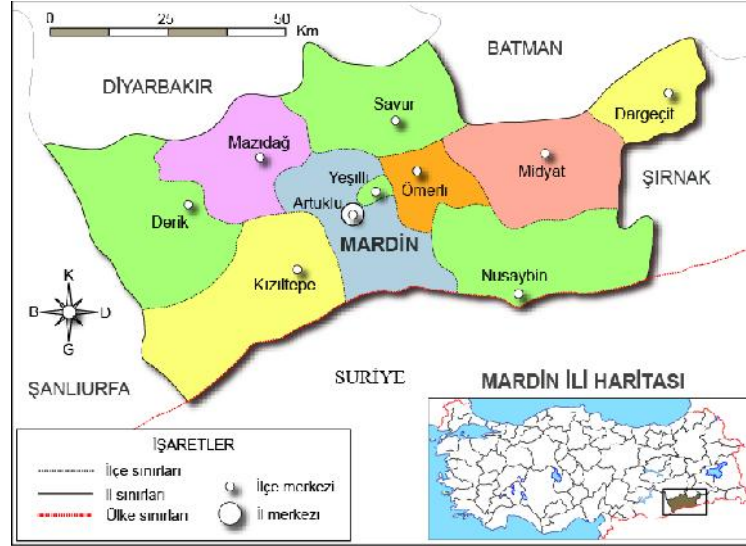 0 25 50
Km
BATMAN
DİYARBAKIR
Dargeçit
Savur
Mazıdağ
Midyat
Yeşilli
Ömerli
ŞIRNAK
Artuklu
Derik
MARDİN
Kızıltepe
Nusaybin
K
B D
G
ŞANLIURFA
SURİYE
MARDİN İLİ HARİTASI
İŞARETLER
İlçe sınırları
İl sınırları
Ülke sınırları
İlçe merkezi
İl merkezi